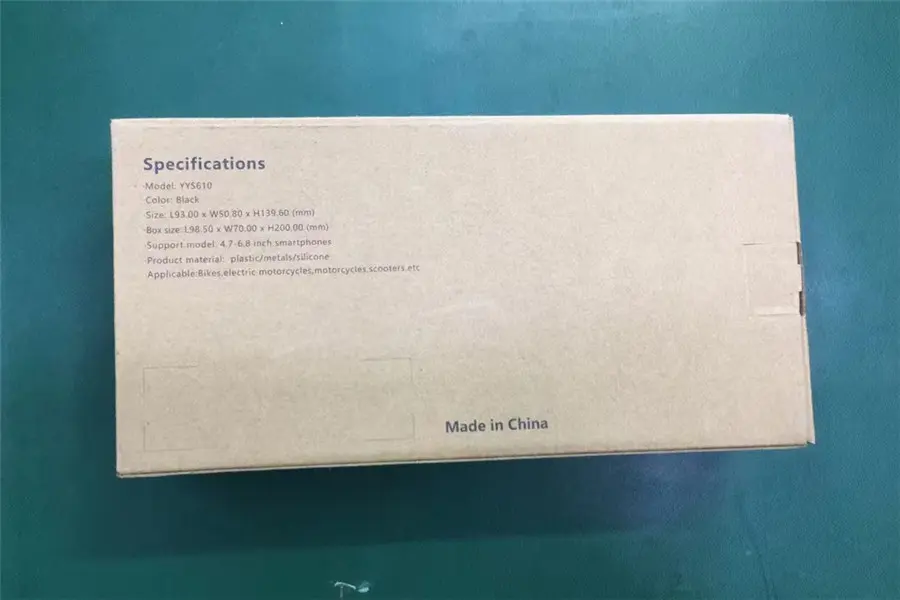 Specifications
·Model: YY5610
·Color: Black
·Size: L93.00 x W50.80 x H139.60 (mm)
·Box size:L98.50 x W70.00 x H200.00 (mm)
·Support model: 4.7-6.8 inch smartphones
·Product material: plastic/metals/silicone
·Applicable:Bikes,electric motorcycles,motorcycles,scooters,etc
Made in China